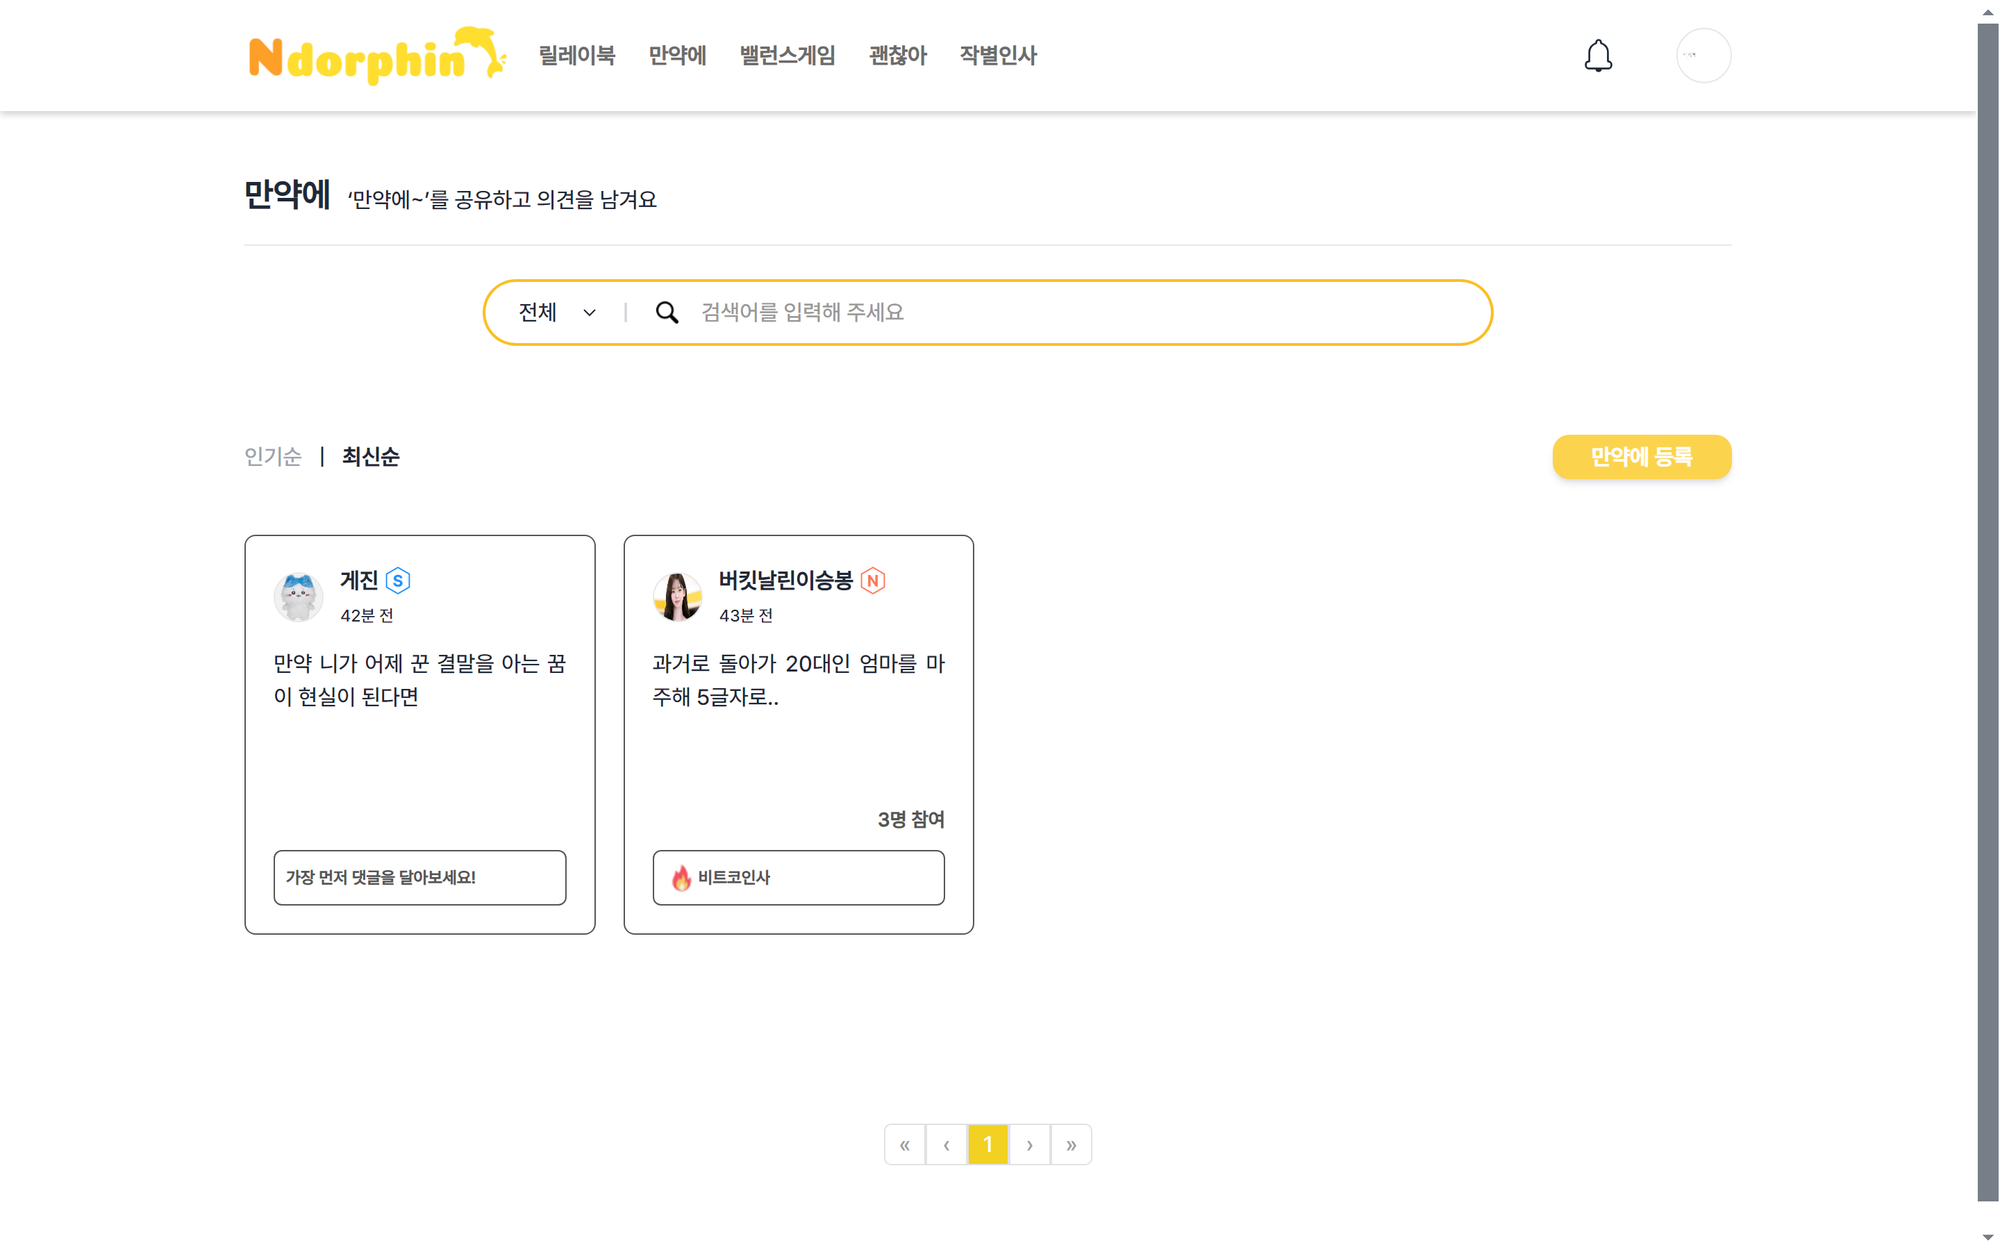 Ndorphin 릴레이북 만약에 밸런스게임 괜찮아 작별인사
만약에 ‘만약에~’를 공유하고 의견을 남겨요
전체 | 검색어를 입력해 주세요
인기순 | 최신순
만약에 등록
게진 S
42분 전
만약 니가 어제 꾼 결말을 아는 꿈
이 현실이 된다면
가장 먼저 댓글을 달아보세요!
버킷날린이승봉 N
43분 전
과거로 돌아가 20대인 엄마를 마
주해 5글자로..
3명 참여
비트코인사
« ‹ 1 › »